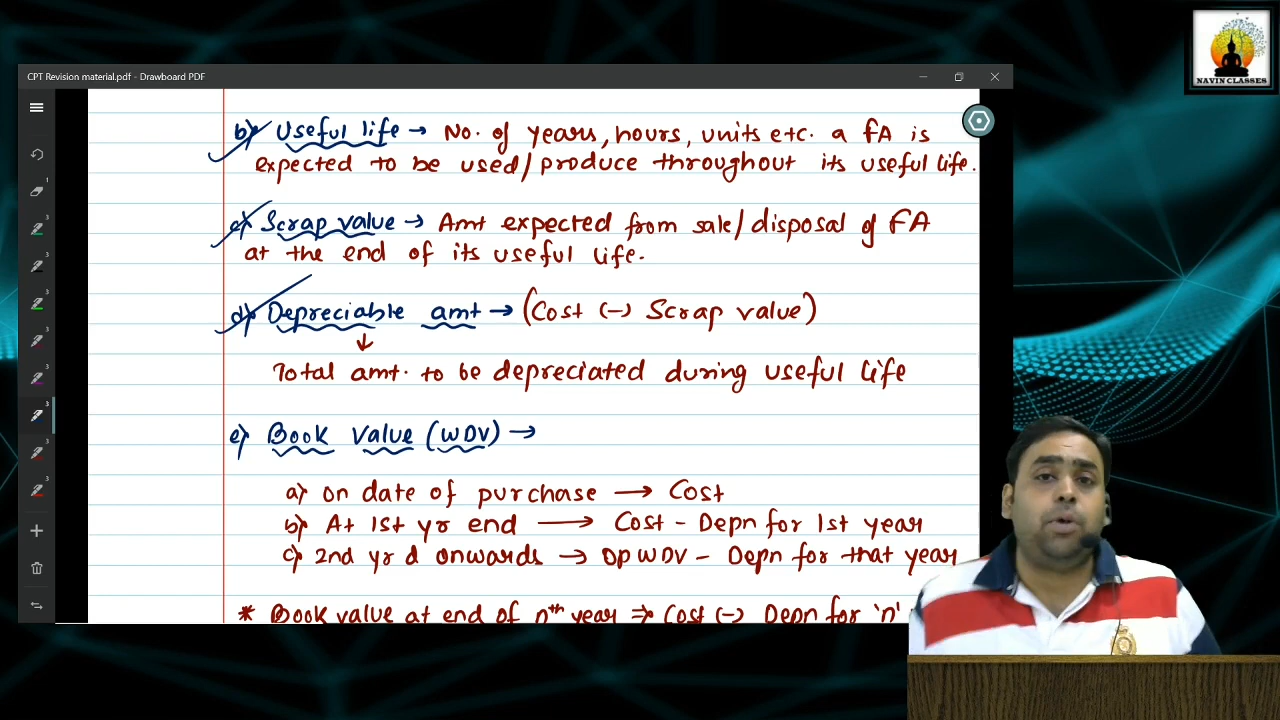 NAVIN CLASSES
CPT Revision material.pdf - Drawboard PDF
b) Useful life → No. of years, hours, units etc. a FA is
expected to be used/produce throughout its useful life.
c) Scrap value → Amt expected from sale/disposal of FA
at the end of its useful life.
d) Depreciable amt → (Cost (-) Scrap value)
↓
Total amt. to be depreciated during useful life
e) Book Value (WDV) →
a) on date of purchase → Cost
b) At 1st yr end → Cost - Depn for 1st year
c) 2nd yr & onwards → OP WDV - Depn for that year
* Book value at end of nth year ⇒ Cost (-) Depn for 'n'